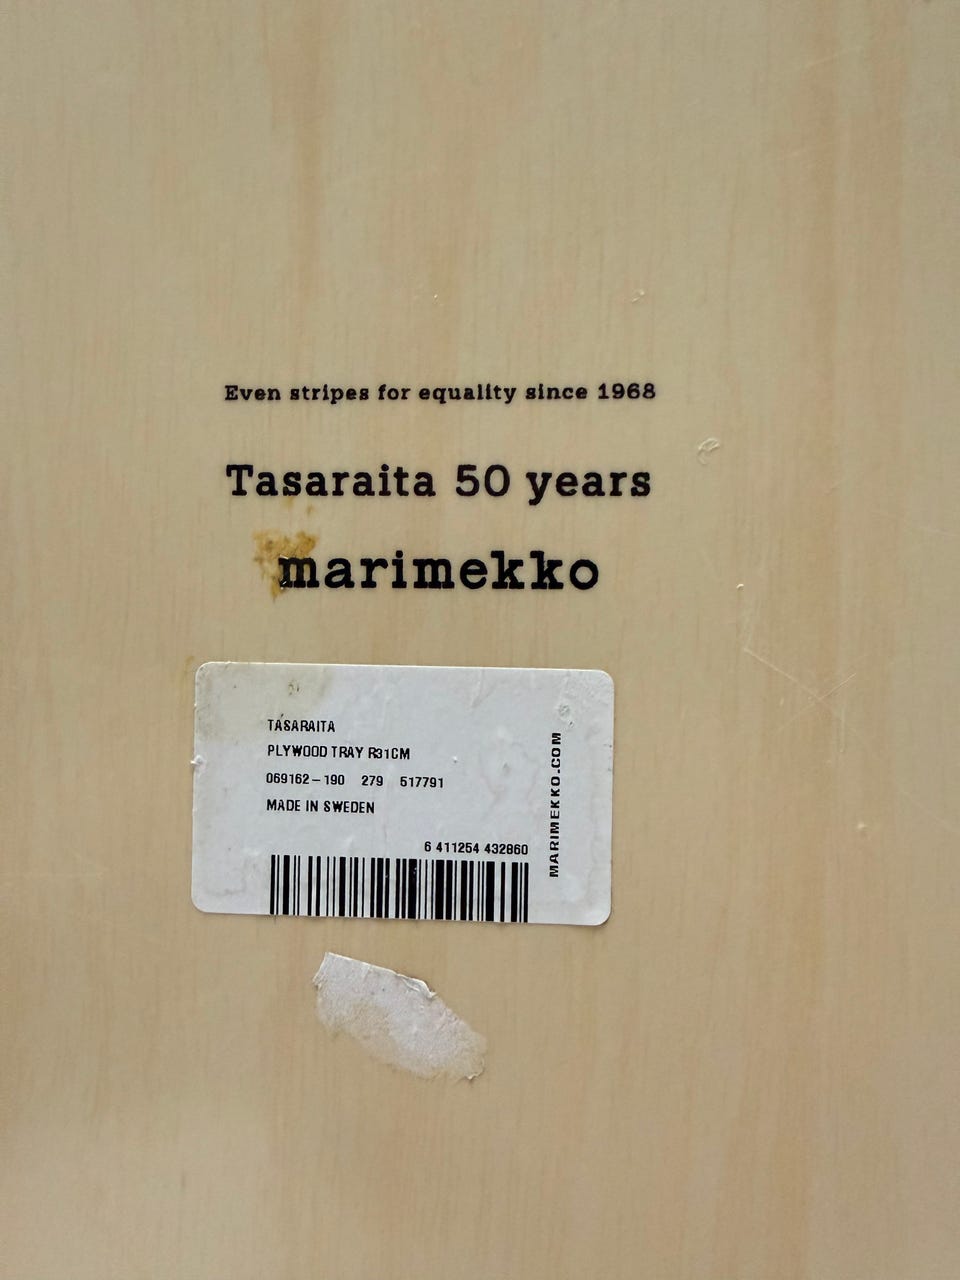 Even stripes for equality since 1968
Tasaraita 50 years
marimekko
TASARAITA
PLYWOOD TRAY R31CM
069162-190 279 517791
MADE IN SWEDEN
6 411254 432860
MARIMEKKO.COM